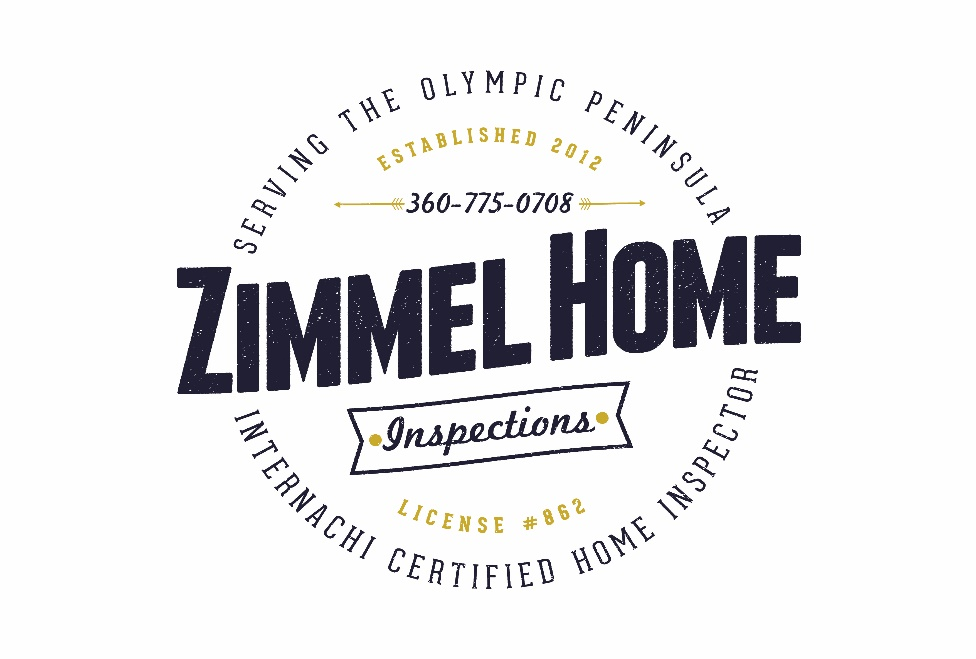 SERVING THE OLYMPIC PENINSULA
ESTABLISHED 2012
360-775-0708
ZIMMEL HOME
Inspections
LICENSE #862
INTERNACHI CERTIFIED HOME INSPECTOR